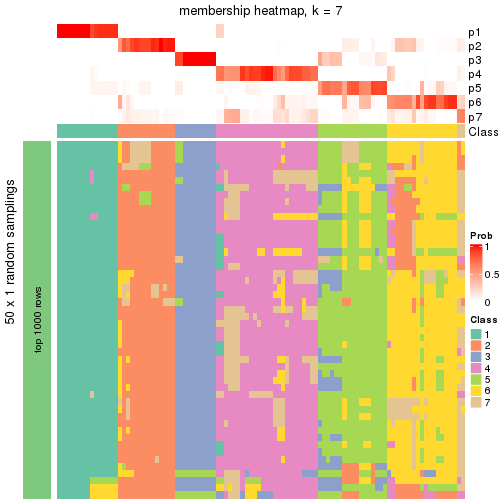 membership heatmap, k = 7
p1
p2
p3
p4
p5
p6
p7
Class
50 x 1 random samplings
top 1000 rows
Prob
1
0.5
0
Class
1
2
3
4
5
6
7